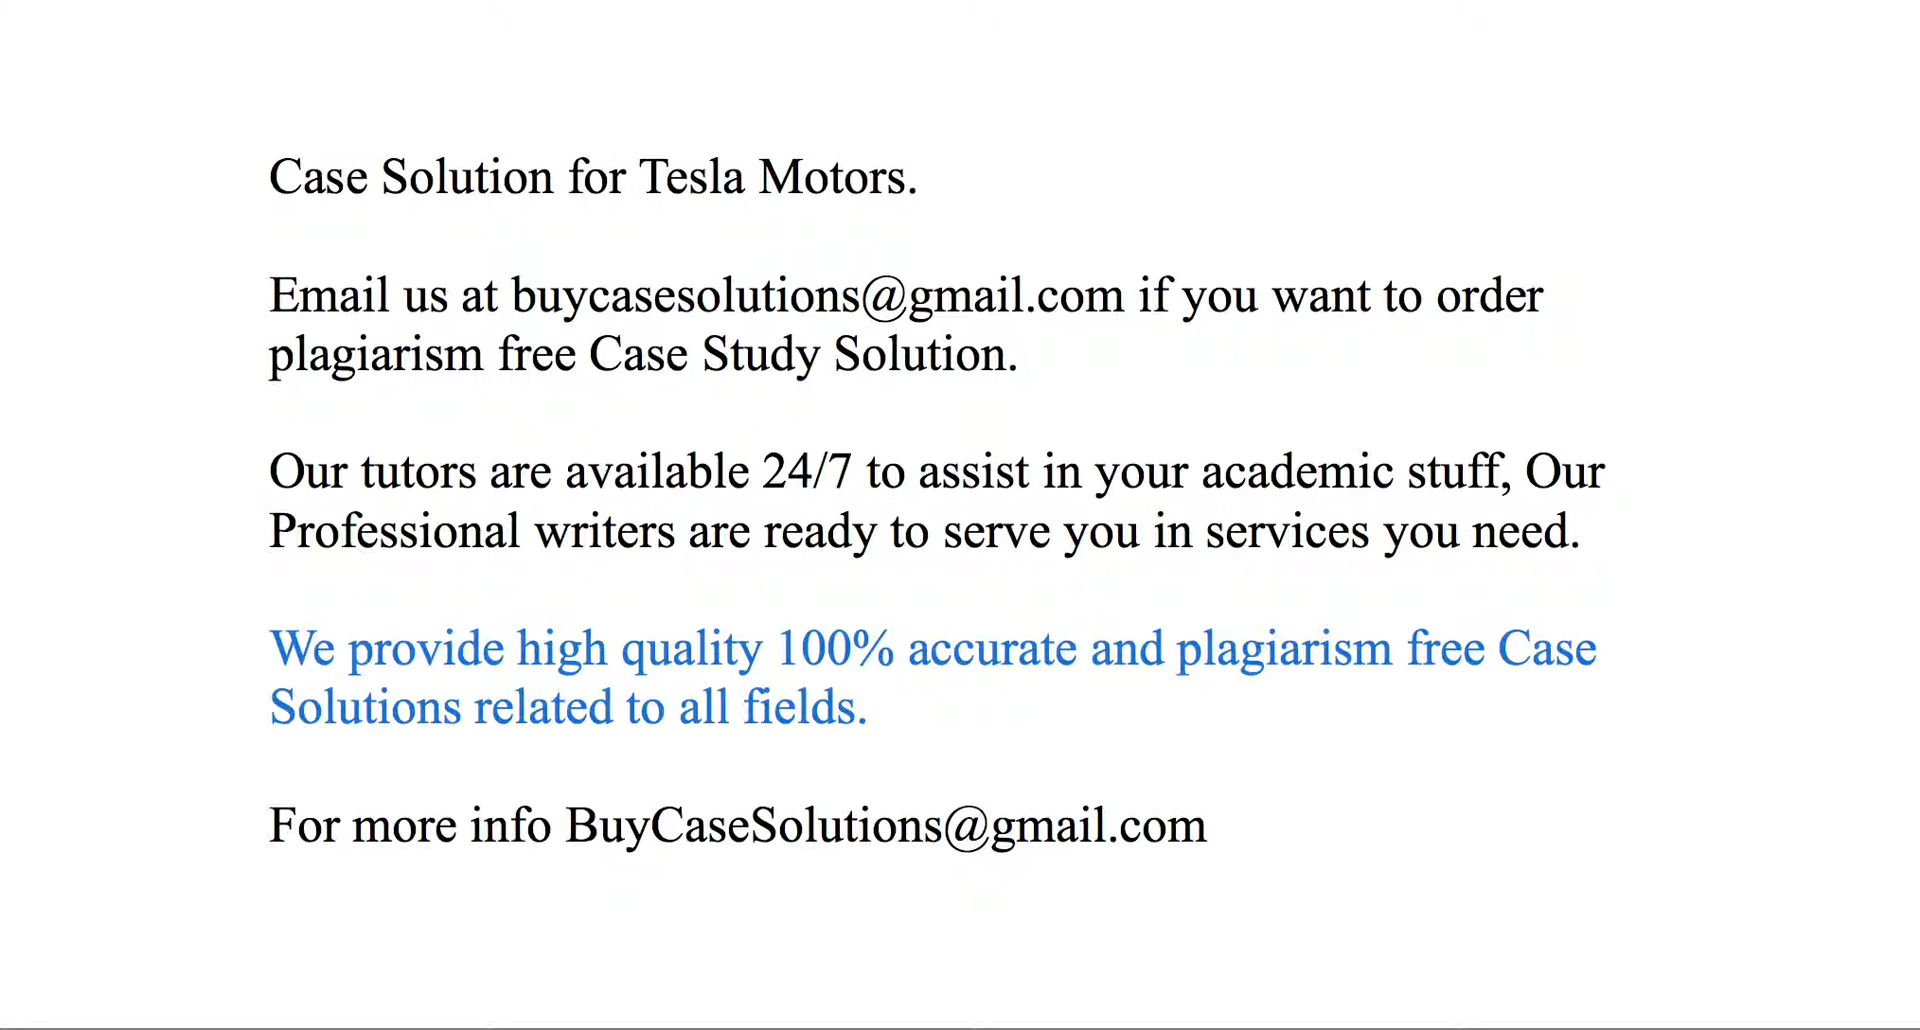 Case Solution for Tesla Motors.
Email us at buycasesolutions@gmail.com if you want to order
plagiarism free Case Study Solution.
Our tutors are available 24/7 to assist in your academic stuff, Our
Professional writers are ready to serve you in services you need.
We provide high quality 100% accurate and plagiarism free Case
Solutions related to all fields.
For more info BuyCaseSolutions@gmail.com